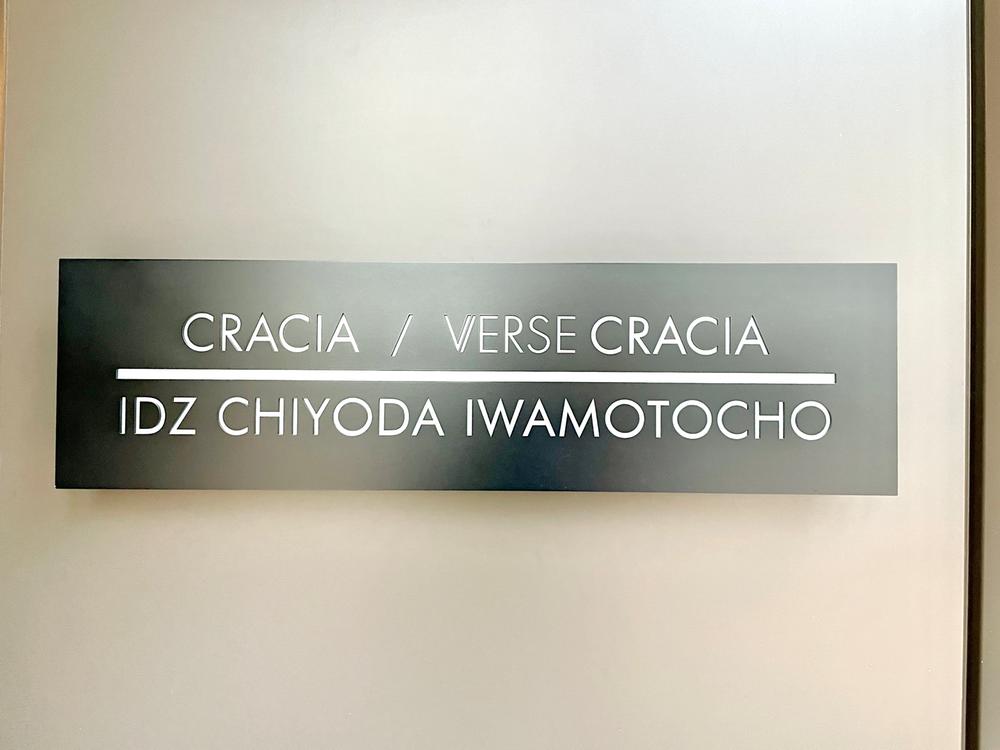 CRACIA / VERSE CRACIA
IDZ CHIYODA IWAMOTOCHO